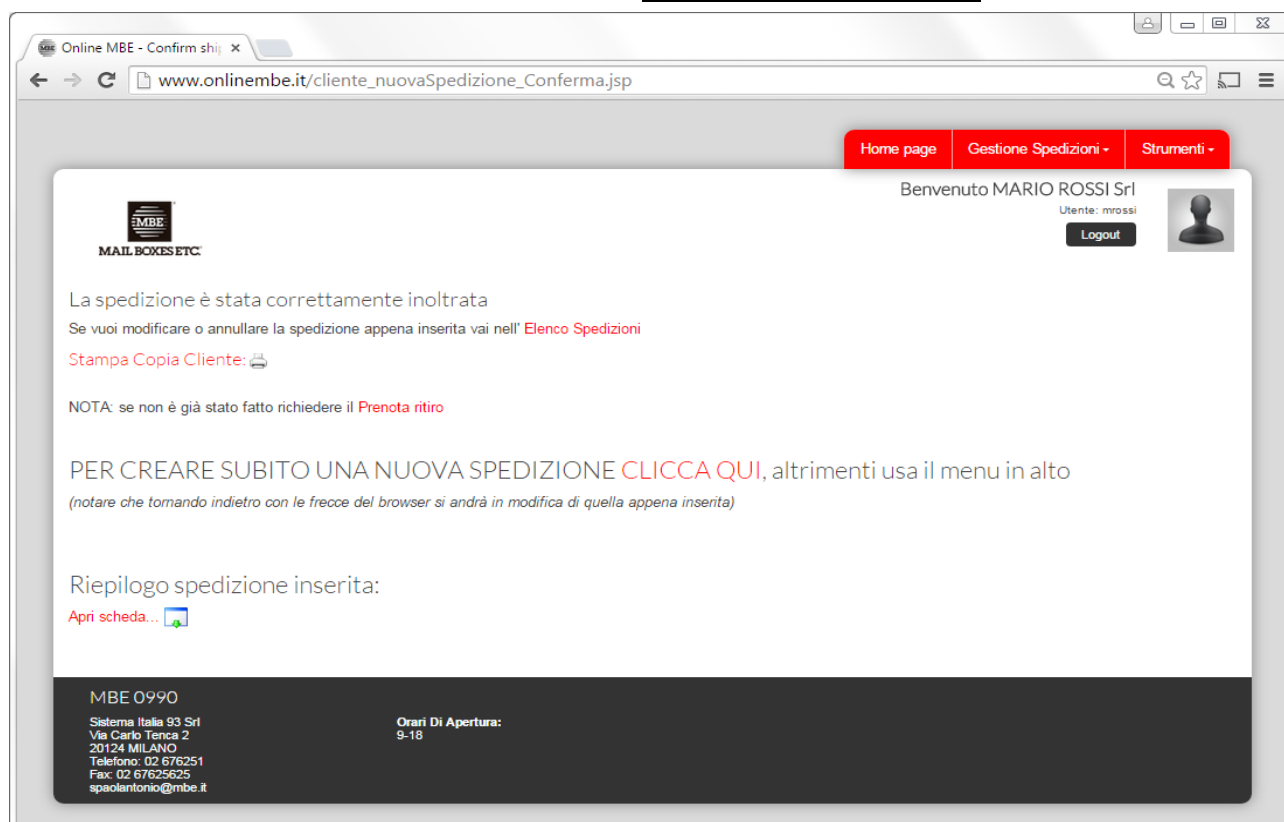 Online MBE - Confirm ship
www.onlinembe.it/cliente_nuovaSpedizione_Conferma.jsp
Home page Gestione Spedizioni Strumenti
Benvenuto MARIO ROSSI Srl
Utente: mrossi
Logout
MBE
MAIL BOXES ETC.
La spedizione è stata correttamente inoltrata
Se vuoi modificare o annullare la spedizione appena inserita vai nell' Elenco Spedizioni
Stampa Copia Cliente:
NOTA: se non è già stato fatto richiedere il Prenota ritiro
PER CREARE SUBITO UNA NUOVA SPEDIZIONE CLICCA QUI, altrimenti usa il menu in alto
(notare che tornando indietro con le frecce del browser si andrà in modifica di quella appena inserita)
Riepilogo spedizione inserita:
Apri scheda...
MBE 0990
Sistema Italia 93 Srl
Via Carlo Tenca 2
20124 MILANO
Telefono: 02 676251
Fax: 02 67625625
spaolantonio@mbe.it
Orari Di Apertura:
9-18